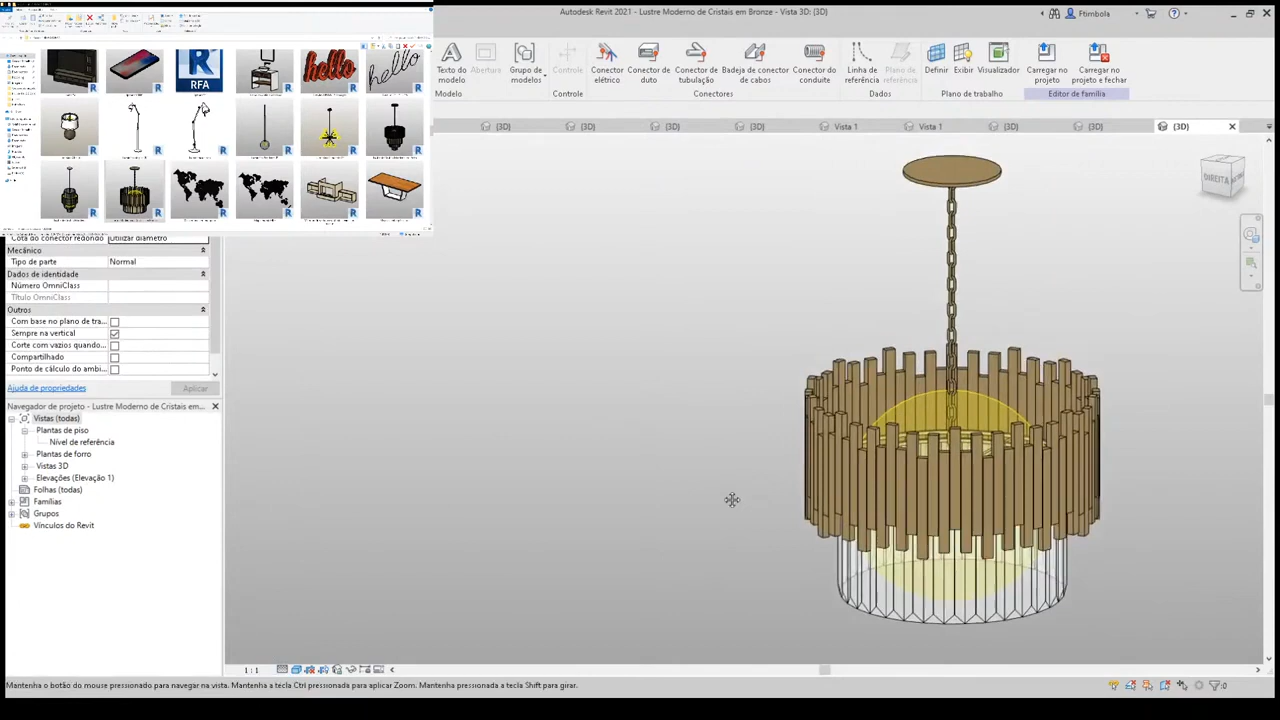 Autodesk Revit 2021 - Lustre Moderno de Cristais em Bronze - Vista 3D: {3D}
Ftimbola
Texto do modelo
Abertura
Grupo de modelos
Controle
Conector elétrico
Conector de duto
Conector de tubulação
Bandeja de conector de cabos
Conector do conduite
Linha de referência
Plano de referência
Definir
Exibir
Visualizador
Carregar no projeto
Carregar no projeto e fechar
Modelo
Controle
Conectores
Dados
Plano de trabalho
Editor de família
{3D}
{3D}
{3D}
{3D}
Vista 1
Vista 1
{3D}
{3D}
{3D}
hello
hello
hello
RFA
DIREITA
Cota do conector redondo Utilizar diâmetro
Mecânico
Tipo de parte Normal
Dados de identidade
Número OmniClass
Título OmniClass
Outros
Com base no plano de tra...
Sempre na vertical
Corte com vazios quando...
Compartilhado
Ponto de cálculo do ambi...
Ajuda de propriedades
Aplicar
Navegador de projeto - Lustre Moderno de Cristais em...
Vistas (todas)
Plantas de piso
Nível de referência
Plantas de forro
Vistas 3D
Elevações (Elevação 1)
Folhas (todas)
Famílias
Grupos
Vínculos do Revit
1 : 1
Mantenha o botão do mouse pressionado para navegar na vista. Mantenha a tecla Ctrl pressionada para aplicar Zoom. Mantenha pressionada a tecla Shift para girar.
:0